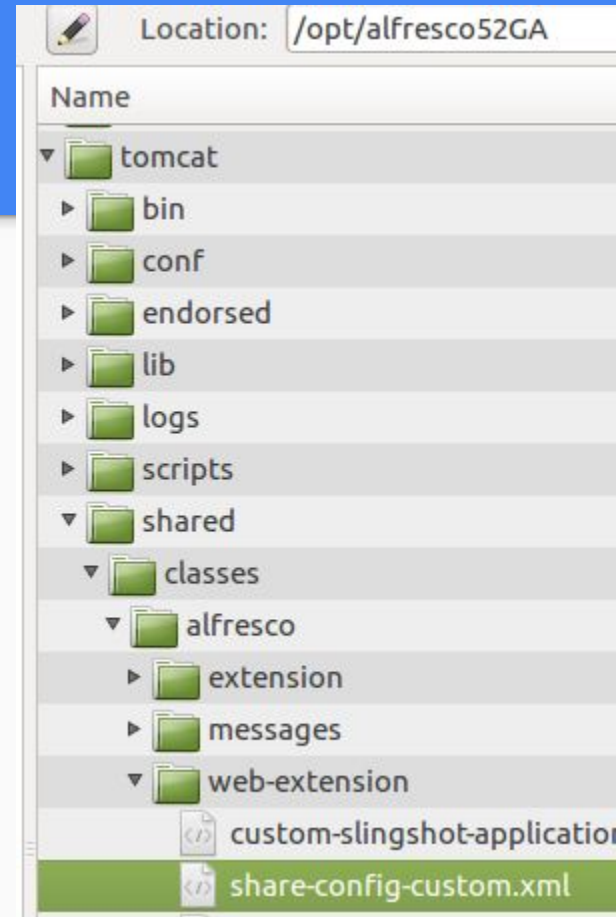 Location: /opt/alfresco52GA
Name
tomcat
bin
conf
endorsed
lib
logs
scripts
shared
classes
alfresco
extension
messages
web-extension
custom-slingshot-application
share-config-custom.xml